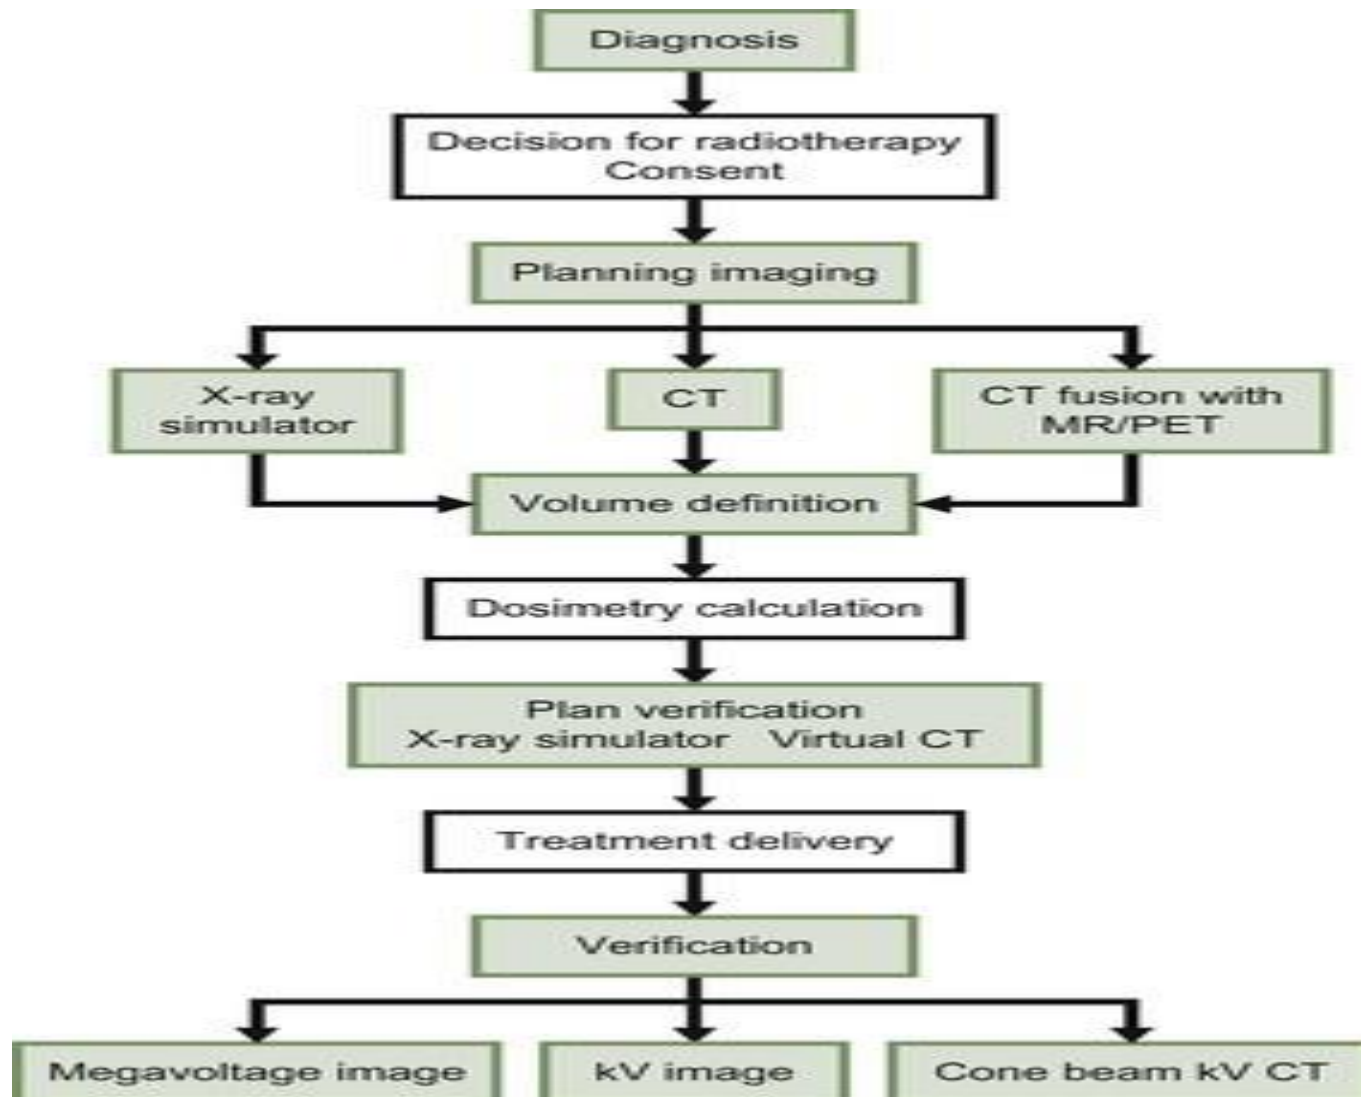 Diagnosis
Decision for radiotherapy
Consent
Planning imaging
X-ray
simulator
CT
CT fusion with
MR/PET
Volume definition
Dosimetry calculation
Plan verification
X-ray simulator Virtual CT
Treatment delivery
Verification
Megavoltage image
kV image
Cone beam kV CT